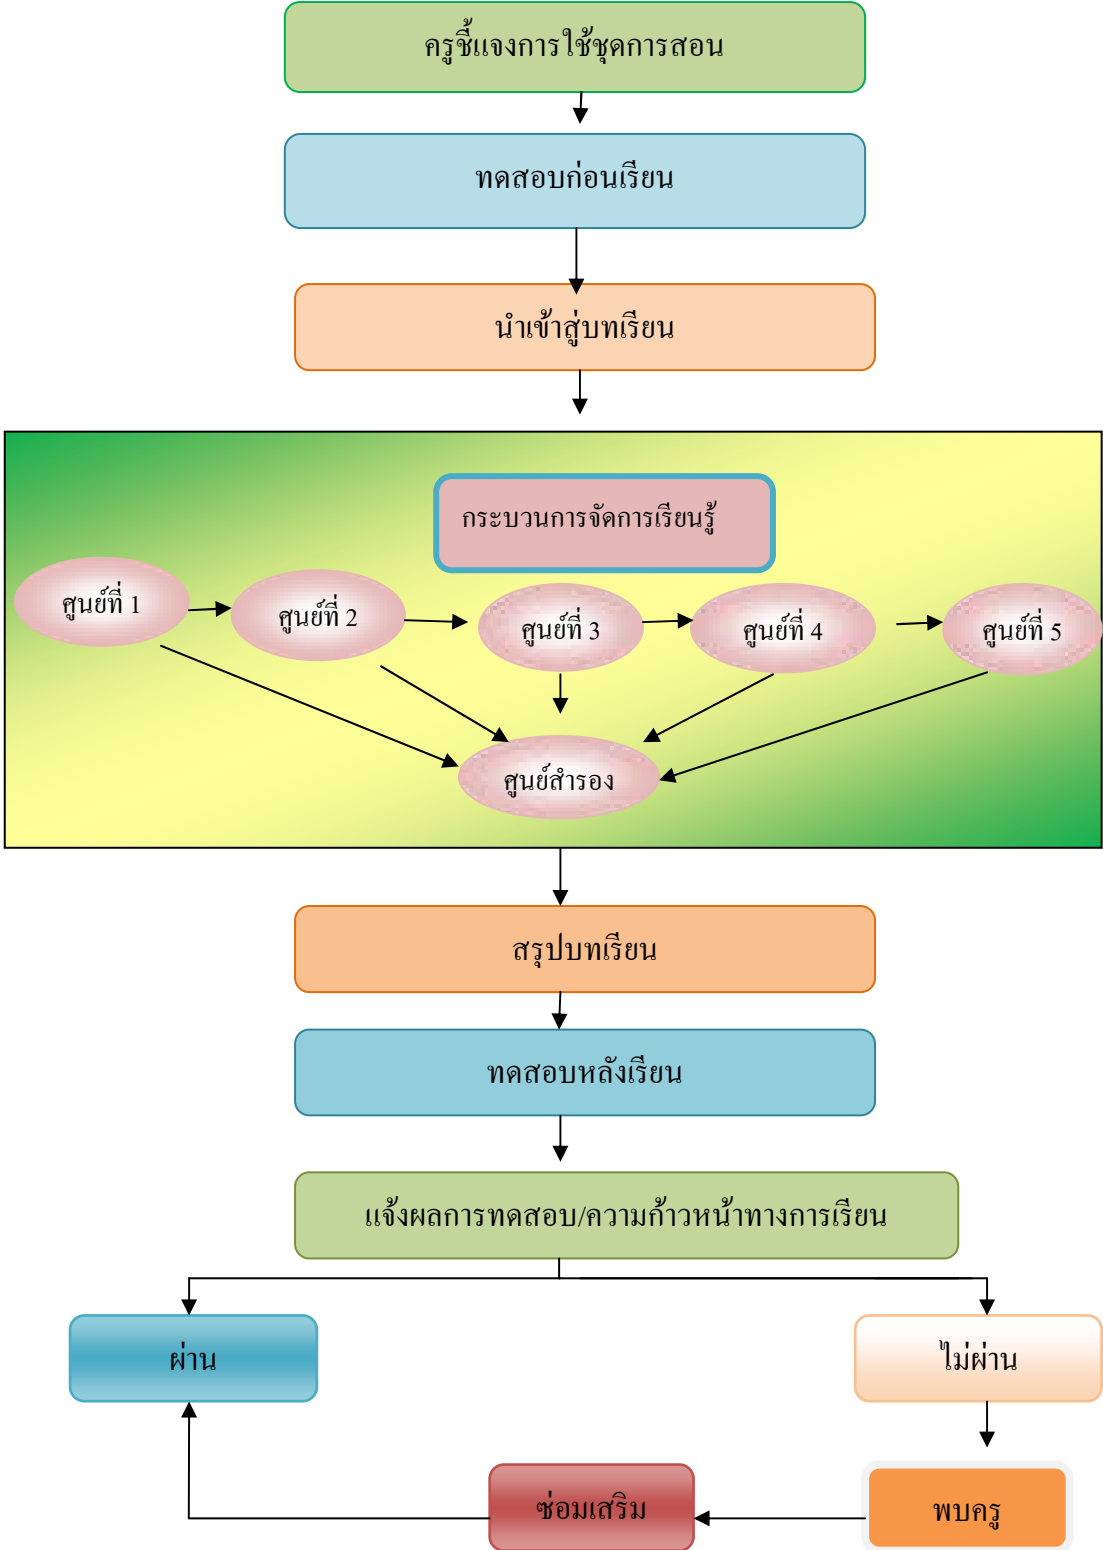 ครูชี้แจงการใช้ชุดการสอน
ทดสอบก่อนเรียน
นำเข้าสู่บทเรียน
กระบวนการจัดการเรียนรู้
ศูนย์ที่ 1
ศูนย์ที่ 2
ศูนย์ที่ 3
ศูนย์ที่ 4
ศูนย์ที่ 5
ศูนย์สำรอง
สรุปบทเรียน
ทดสอบหลังเรียน
แจ้งผลการทดสอบ/ความก้าวหน้าทางการเรียน
ผ่าน
ไม่ผ่าน
ซ่อมเสริม
พบครู